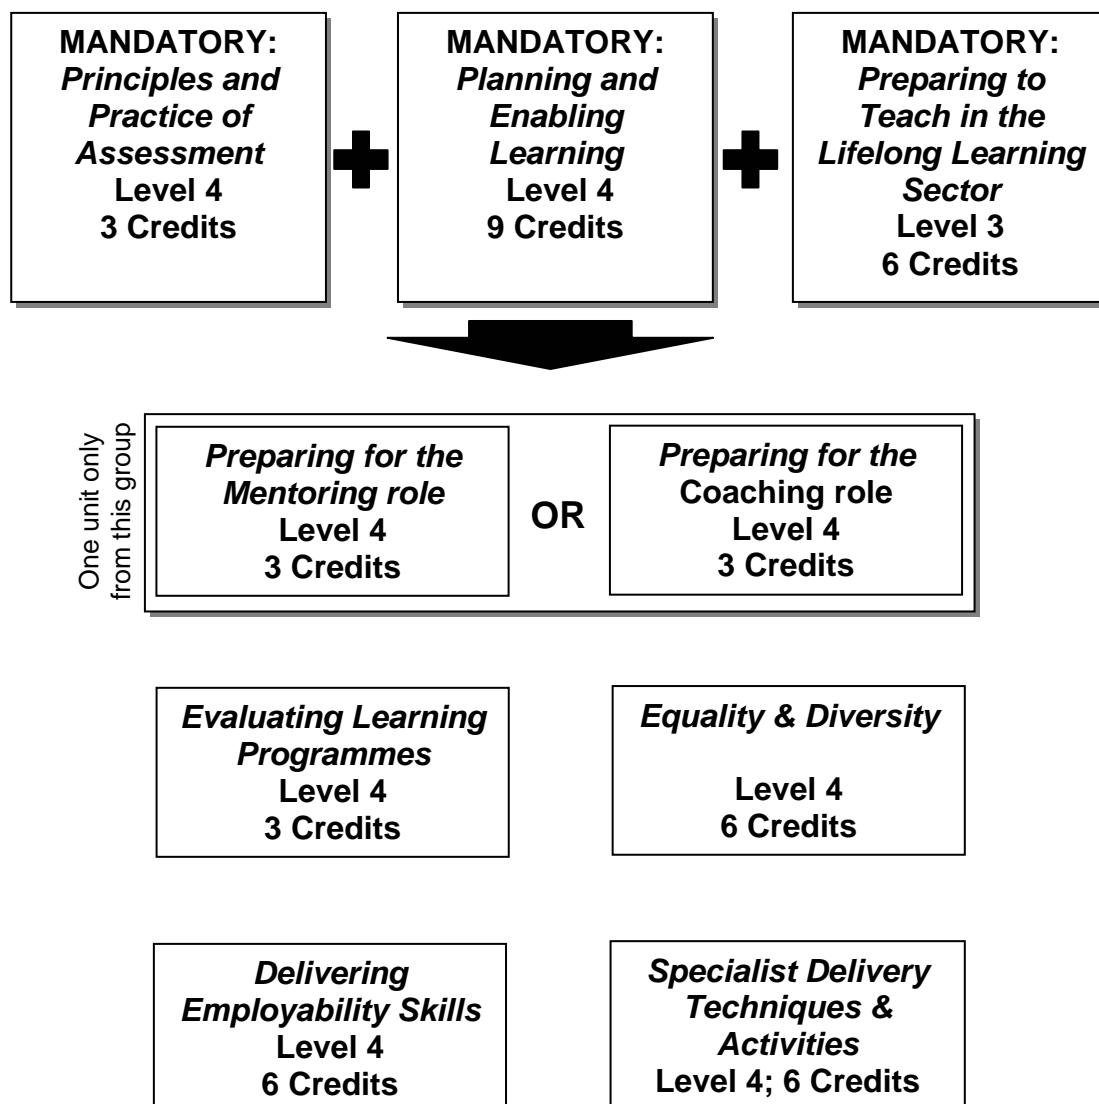 MANDATORY:
Principles and
Practice of
Assessment
Level 4
3 Credits
MANDATORY:
Planning and
Enabling
Learning
Level 4
9 Credits
MANDATORY:
Preparing to
Teach in the
Lifelong Learning
Sector
Level 3
6 Credits
One unit only
from this group
Preparing for the
Mentoring role
Level 4
3 Credits
OR
Preparing for the
Coaching role
Level 4
3 Credits
Evaluating Learning
Programmes
Level 4
3 Credits
Equality & Diversity
Level 4
6 Credits
Delivering
Employability Skills
Level 4
6 Credits
Specialist Delivery
Techniques &
Activities
Level 4; 6 Credits